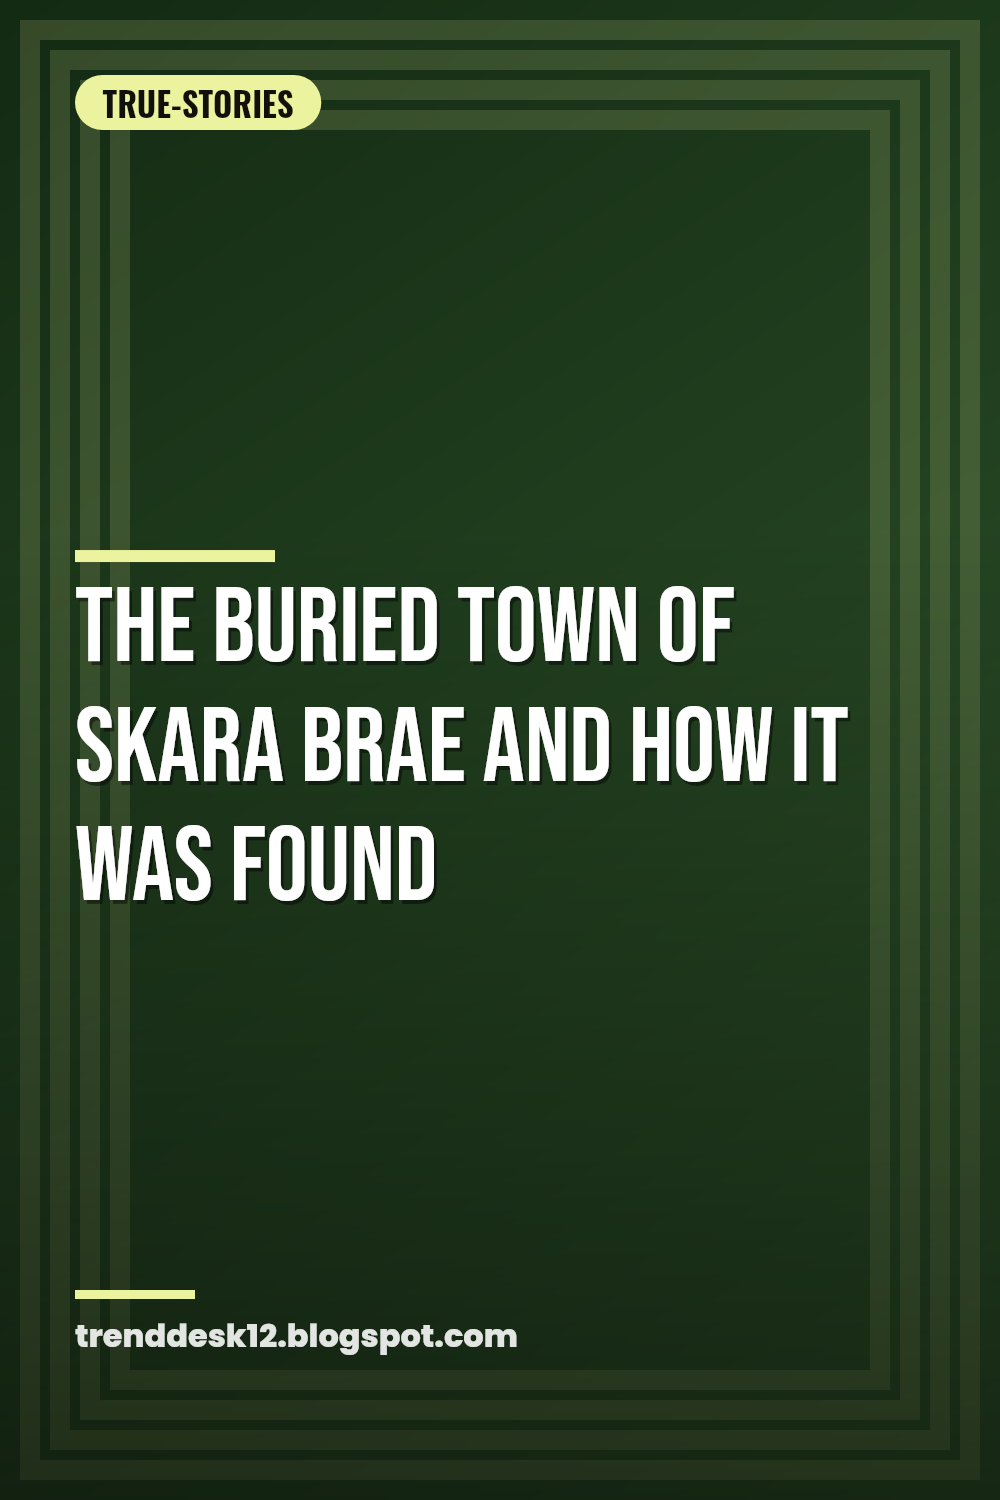 TRUE-STORIES
THE BURIED TOWN OF
SKARA BRAE AND HOW IT
WAS FOUND
trenddesk12.blogspot.com